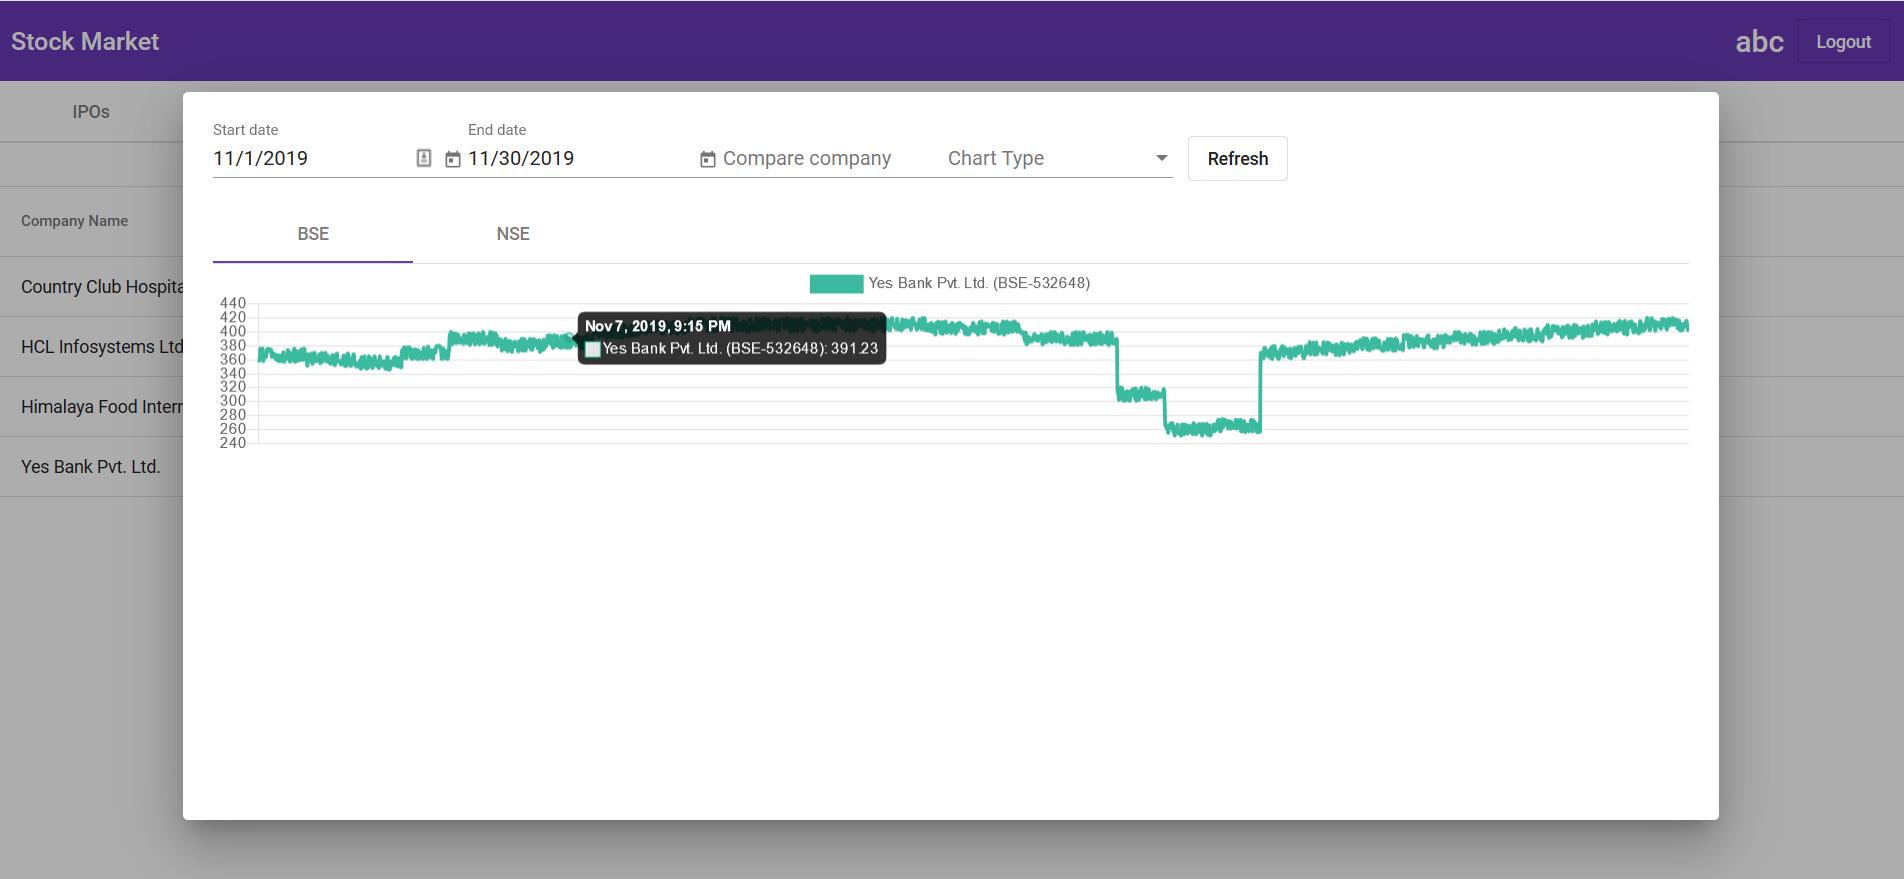 Stock Market
abc
Logout
IPOs
Start date
11/1/2019
End date
11/30/2019
Compare company
Chart Type
Refresh
Company Name
BSE
NSE
Country Club Hospita
HCL Infosystems Ltd
Himalaya Food Intern
Yes Bank Pvt. Ltd.
Yes Bank Pvt. Ltd. (BSE-532648)
440
420
400
380
360
340
320
300
280
260
240
Nov 7, 2019, 9:15 PM
Yes Bank Pvt. Ltd. (BSE-532648): 391.23